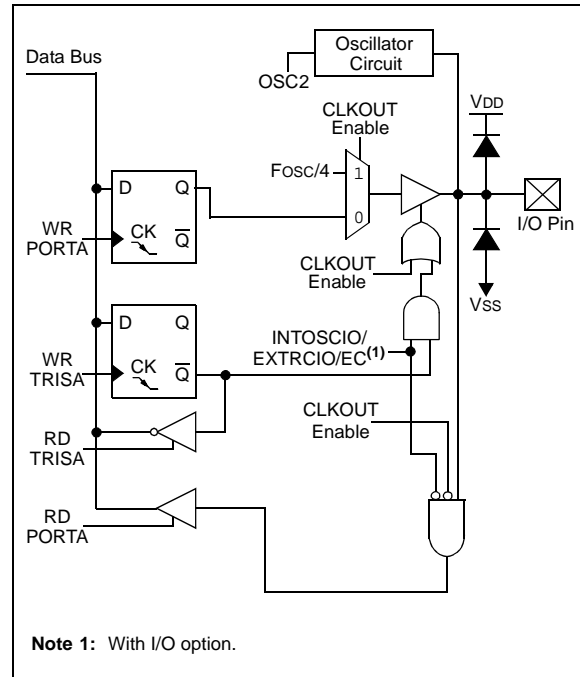 Oscillator
Circuit
Data Bus
OSC2
VDD
CLKOUT
Enable
FOSC/4
1
D
Q
I/O Pin
0
WR
PORTA
CK
Q
CLKOUT
Enable
VSS
D
Q
INTOSCIO/
EXTRCIO/EC(1)
WR
TRISA
CK
Q
CLKOUT
Enable
RD
TRISA
RD
PORTA
Note 1: With I/O option.